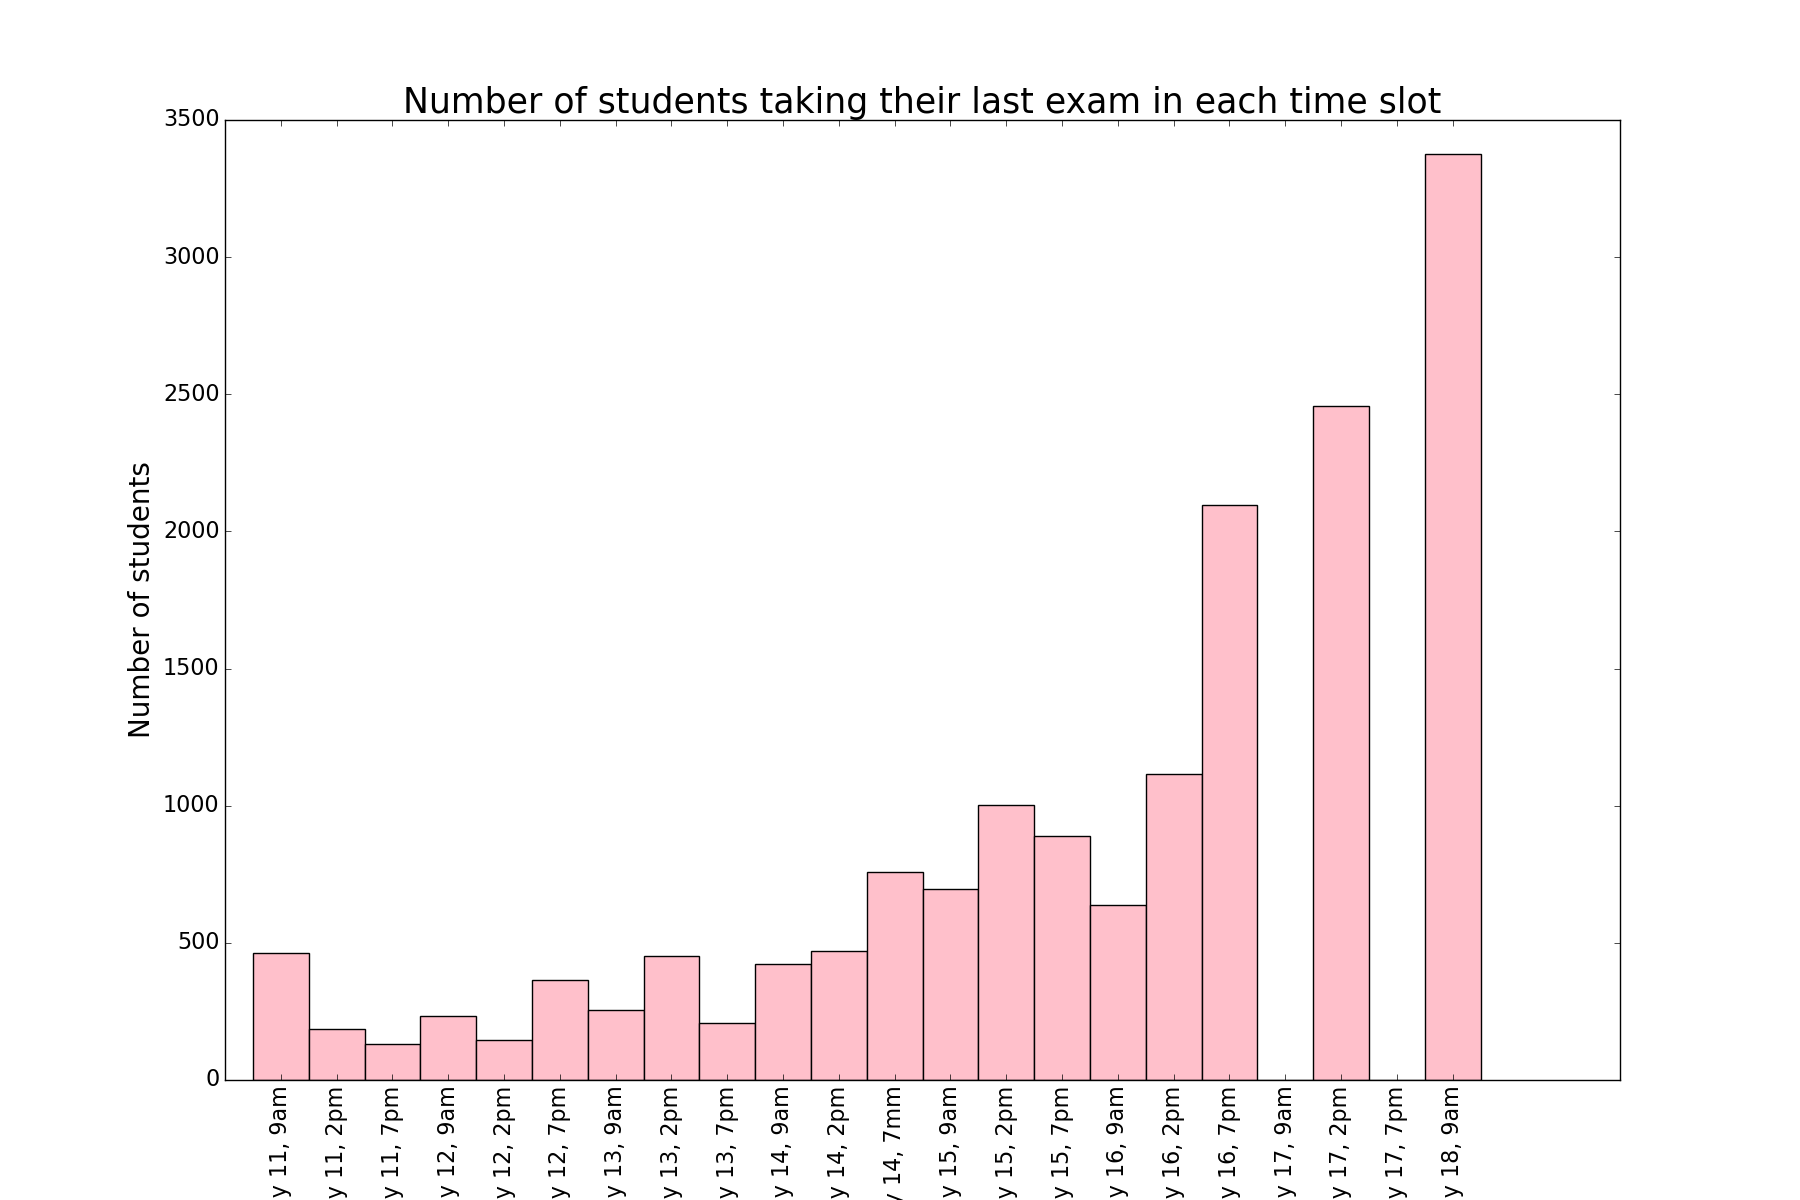 Number of students taking their last exam in each time slot
Number of students
3500
3000
2500
2000
1500
1000
500
0
y 11, 9am
y 11, 2pm
y 11, 7pm
y 12, 9am
y 12, 2pm
y 12, 7pm
y 13, 9am
y 13, 2pm
y 13, 7pm
y 14, 9am
y 14, 2pm
y 14, 7mm
y 15, 9am
y 15, 2pm
y 15, 7pm
y 16, 9am
y 16, 2pm
y 16, 7pm
y 17, 9am
y 17, 2pm
y 17, 7pm
y 18, 9am